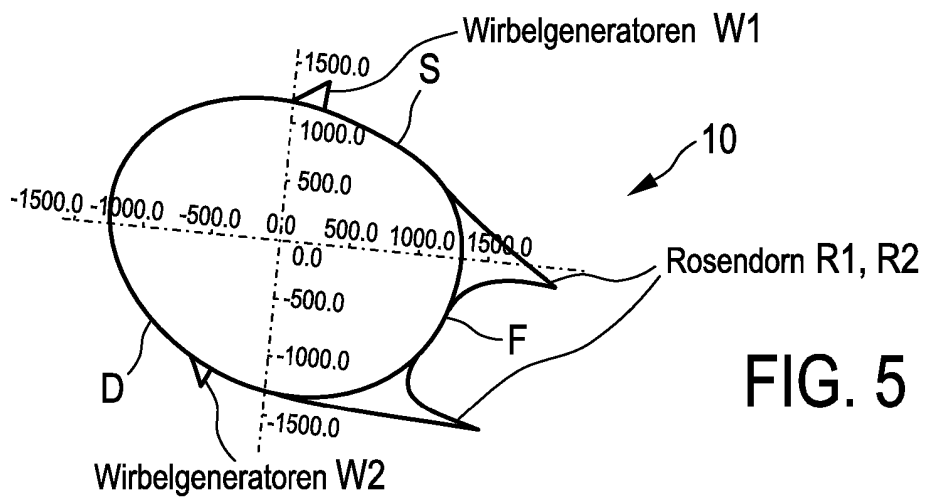 Wirbelgeneratoren W1
-1500.0
S
1000.0
10
500.0
-1500.0 -1000.0 -500.0 0.0 500.0 1000.0 1500.0
0.0
Rosendorn R1, R2
-500.0
F
-1000.0
D
FIG. 5
-1500.0
Wirbelgeneratoren W2